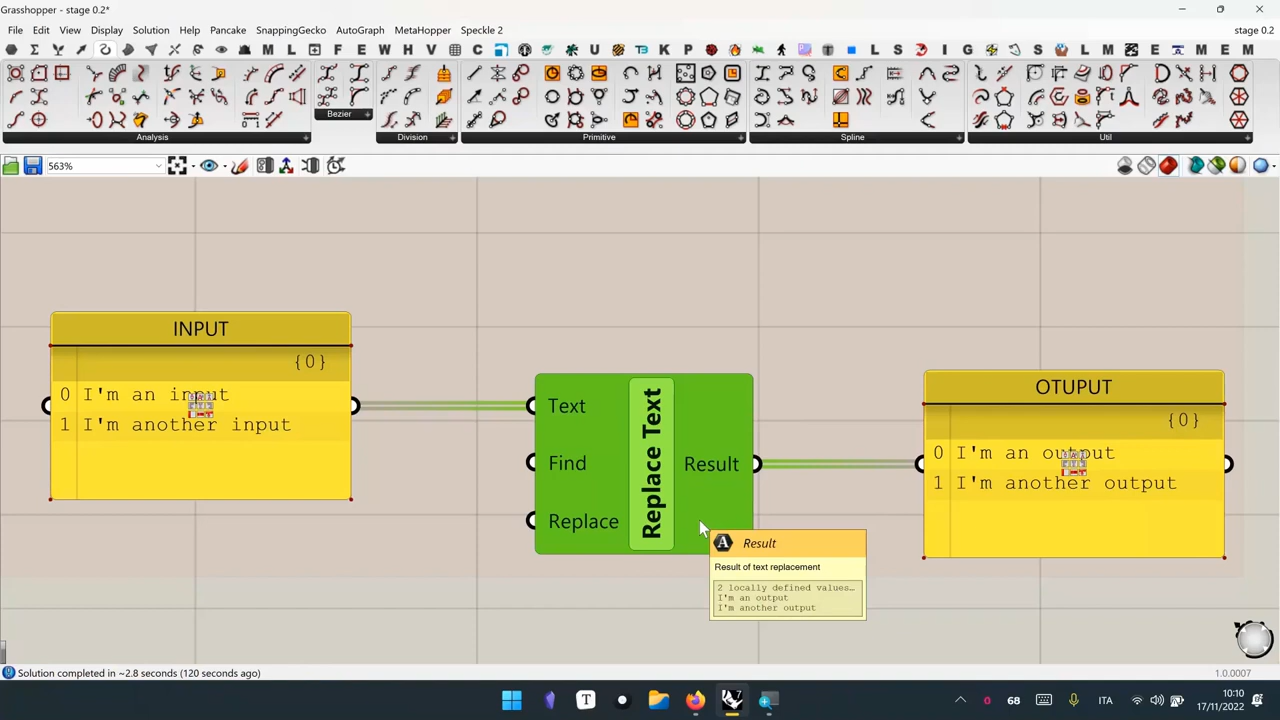 Grasshopper - stage 0.2*
File Edit View Display Solution Help Pancake SnappingGecko AutoGraph MetaHopper Speckle 2
stage 0.2
M L F E W H V C U K P T L S I G S L M E E M
Bezier
Analysis Division Primitive Spline Util
563%
INPUT
{0}
0 I'm an input
1 I'm another input
Text
Find
Replace
Replace Text
Result
OTUPUT
{0}
0 I'm an output
1 I'm another output
A Result
Result of text replacement
2 locally defined values…
I'm an output
I'm another output
Solution completed in ~2.8 seconds (120 seconds ago)
1.0.0007
T
7
0 68 ITA
10:10
17/11/2022